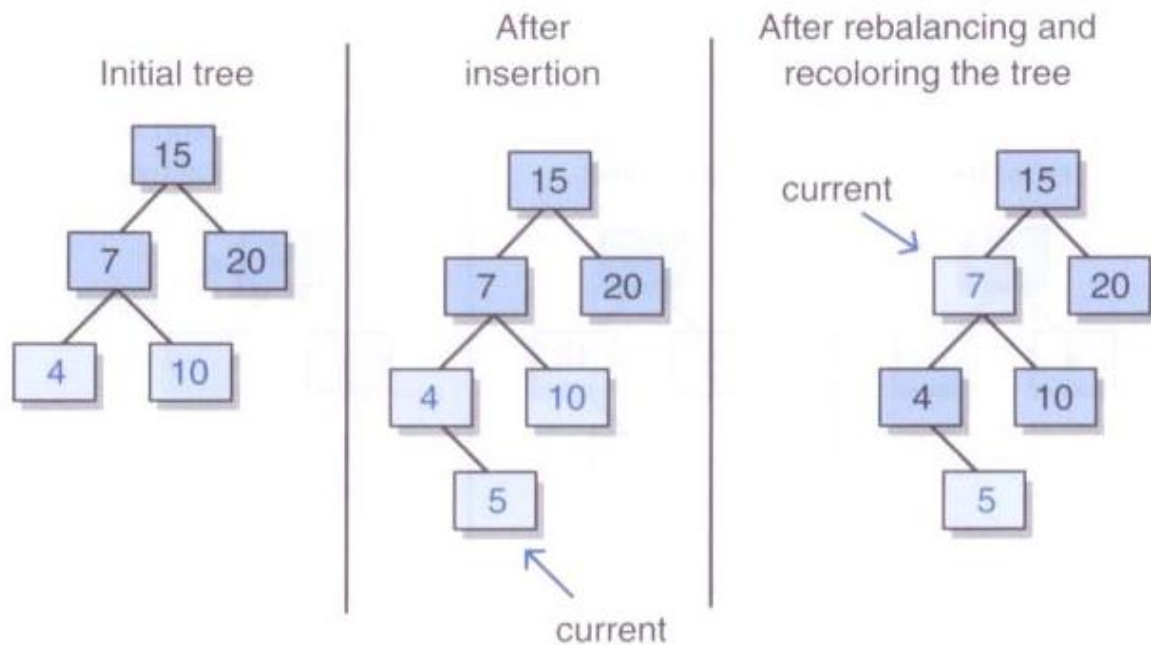 Initial tree
15
7 20
4 10
After
insertion
15
7 20
4 10
5
current
After rebalancing and
recoloring the tree
current
15
7 20
4 10
5